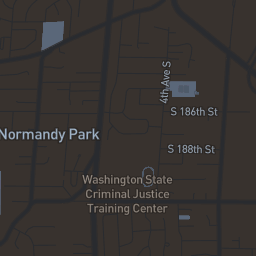 4th Ave S
S 186th St
Normandy Park
S 188th St
Washington State
Criminal Justice
Training Center